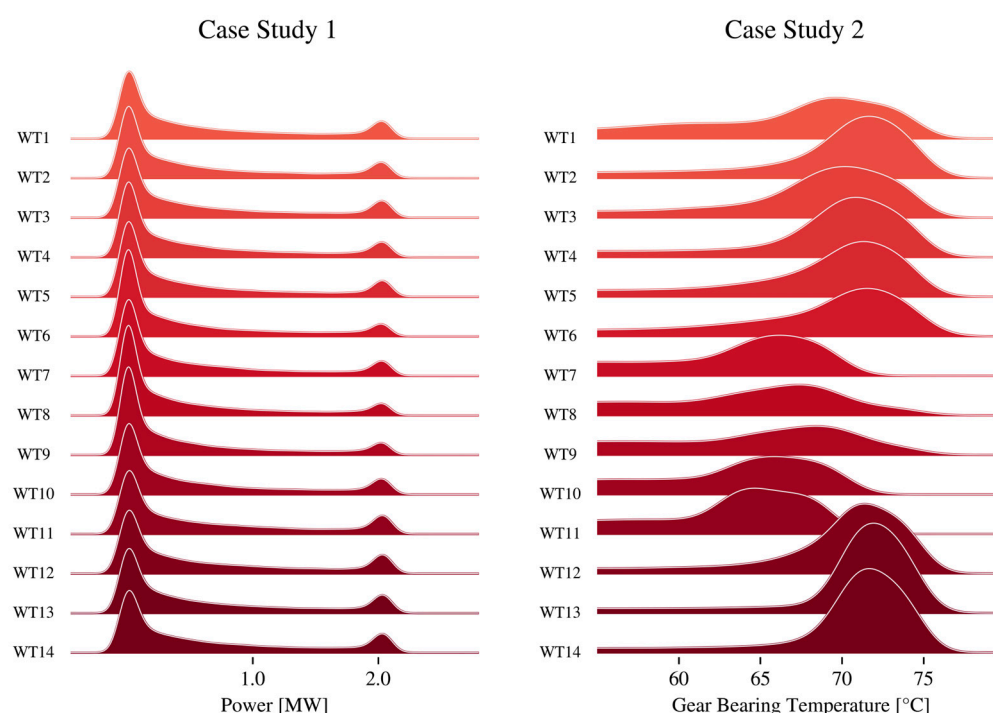 Case Study 1
Case Study 2
WT1
WT2
WT3
WT4
WT5
WT6
WT7
WT8
WT9
WT10
WT11
WT12
WT13
WT14
1.0 2.0
Power [MW]
WT1
WT2
WT3
WT4
WT5
WT6
WT7
WT8
WT9
WT10
WT11
WT12
WT13
WT14
60 65 70 75
Gear Bearing Temperature [°C]